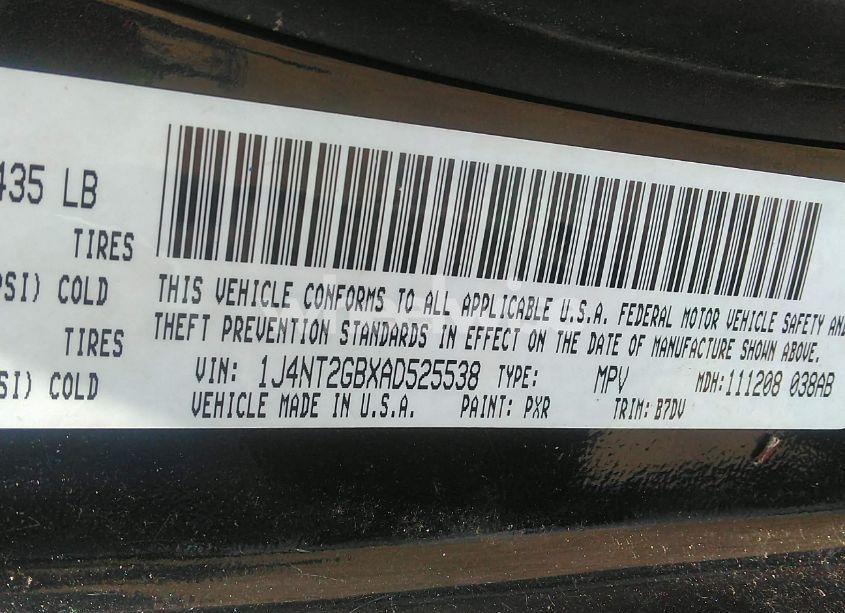 435 LB
TIRES
PSI) COLD
TIRES
SI) COLD
THIS VEHICLE CONFORMS TO ALL APPLICABLE U.S.A. FEDERAL MOTOR VEHICLE SAFETY AND
THEFT PREVENTION STANDARDS IN EFFECT ON THE DATE OF MANUFACTURE SHOWN ABOVE.
VIN: 1J4NT2GBXAD525538 TYPE: MPV MDH:111208 038AB
VEHICLE MADE IN U.S.A. PAINT: PXR TRIM: B7DV